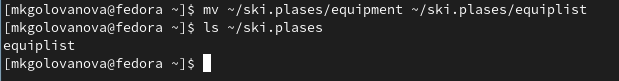 [mkgolovanova@fedora ~]$ mv ~/ski.plases/equipment ~/ski.plases/equiplist
[mkgolovanova@fedora ~]$ ls ~/ski.plases
equiplist
[mkgolovanova@fedora ~]$